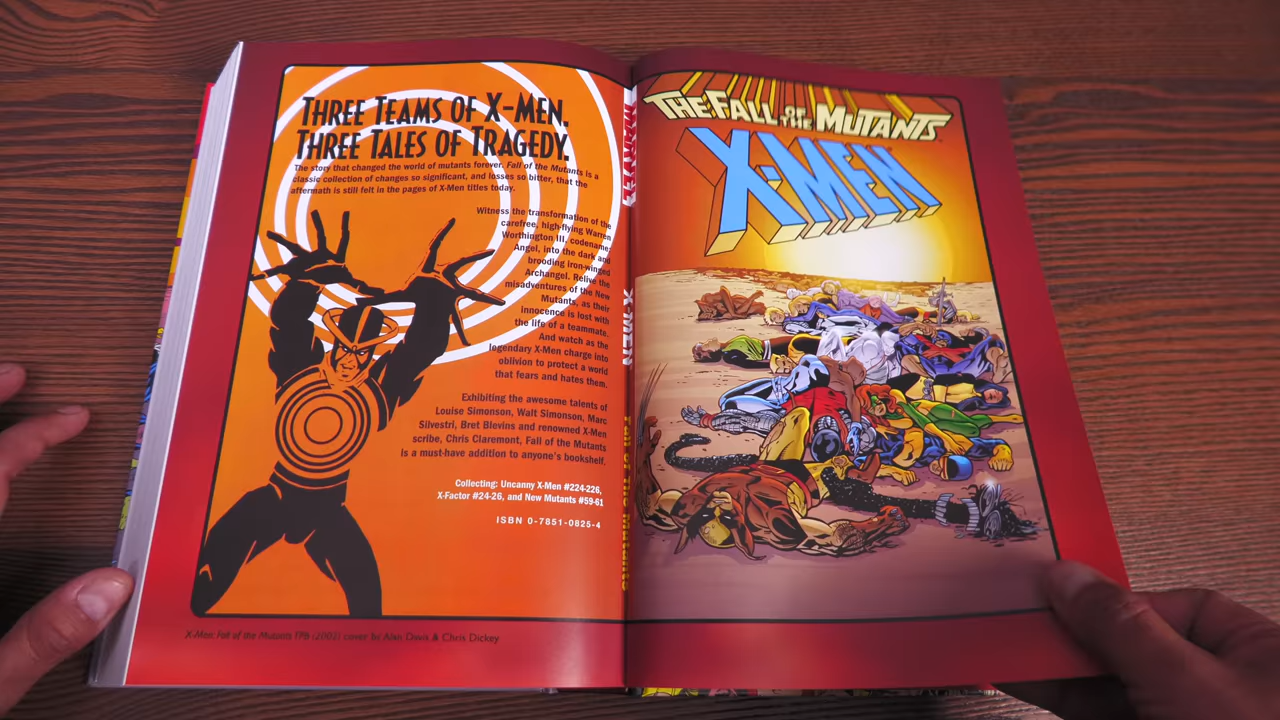 THREE TEAMS OF X-MEN.
THREE TALES OF TRAGEDY.
The story that changed the world of mutants forever. Fall of the Mutants is a
classic collection of changes so significant, and losses so bitter, that the
aftermath is still felt in the pages of X-Men titles today.
Witness the transformation of the
carefree, high-flying Warren
Worthington III, codename:
Angel, into the dark and
brooding iron-winged
Archangel. Relive the
misadventures of the New
Mutants, as their
innocence is lost with
the life of a teammate.
And watch as the
legendary X-Men charge into
oblivion to protect a world
that fears and hates them.
Exhibiting the awesome talents of
Louise Simonson, Walt Simonson, Marc
Silvestri, Bret Blevins and renowned X-Men
scribe, Chris Claremont, Fall of the Mutants
is a must-have addition to anyone's bookshelf.
Collecting: Uncanny X-Men #224-226,
X-Factor #24-26, and New Mutants #59-61
ISBN 0-7851-0825-4
X-Men: Fall of the Mutants TPB (2002) cover by Alan Davis & Chris Dickey
MARVEL
X-MEN
FALL OF THE MUTANTS
THE FALL OF THE MUTANTS
X-MEN